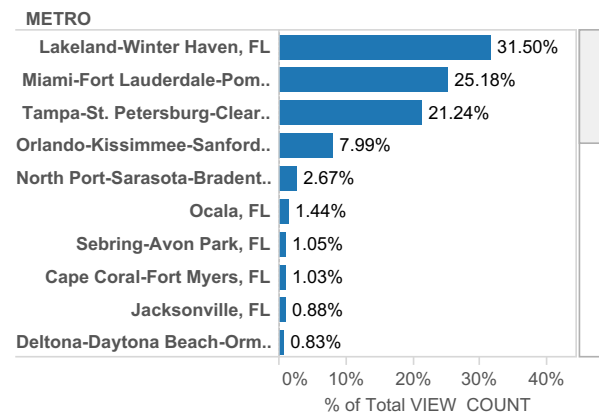 METRO
Lakeland-Winter Haven, FL 31.50%
Miami-Fort Lauderdale-Pom.. 25.18%
Tampa-St. Petersburg-Clear.. 21.24%
Orlando-Kissimmee-Sanford.. 7.99%
North Port-Sarasota-Bradent.. 2.67%
Ocala, FL 1.44%
Sebring-Avon Park, FL 1.05%
Cape Coral-Fort Myers, FL 1.03%
Jacksonville, FL 0.88%
Deltona-Daytona Beach-Orm.. 0.83%
0% 10% 20% 30% 40%
% of Total VIEW_COUNT